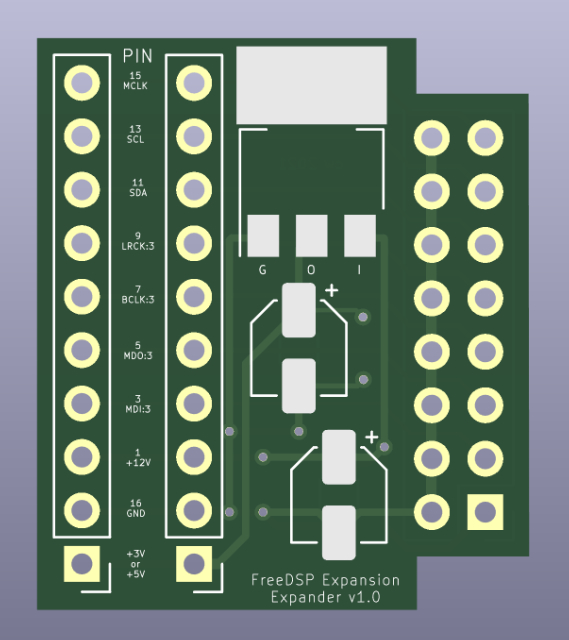 PIN
15
MCLK
13
SCL
11
SDA
9
LRCK:3
7
BCLK:3
5
MDO:3
3
MDI:3
1
+12V
16
GND
+3V
or
+5V
G O I
+
+
FreeDSP Expansion
Expander v1.0